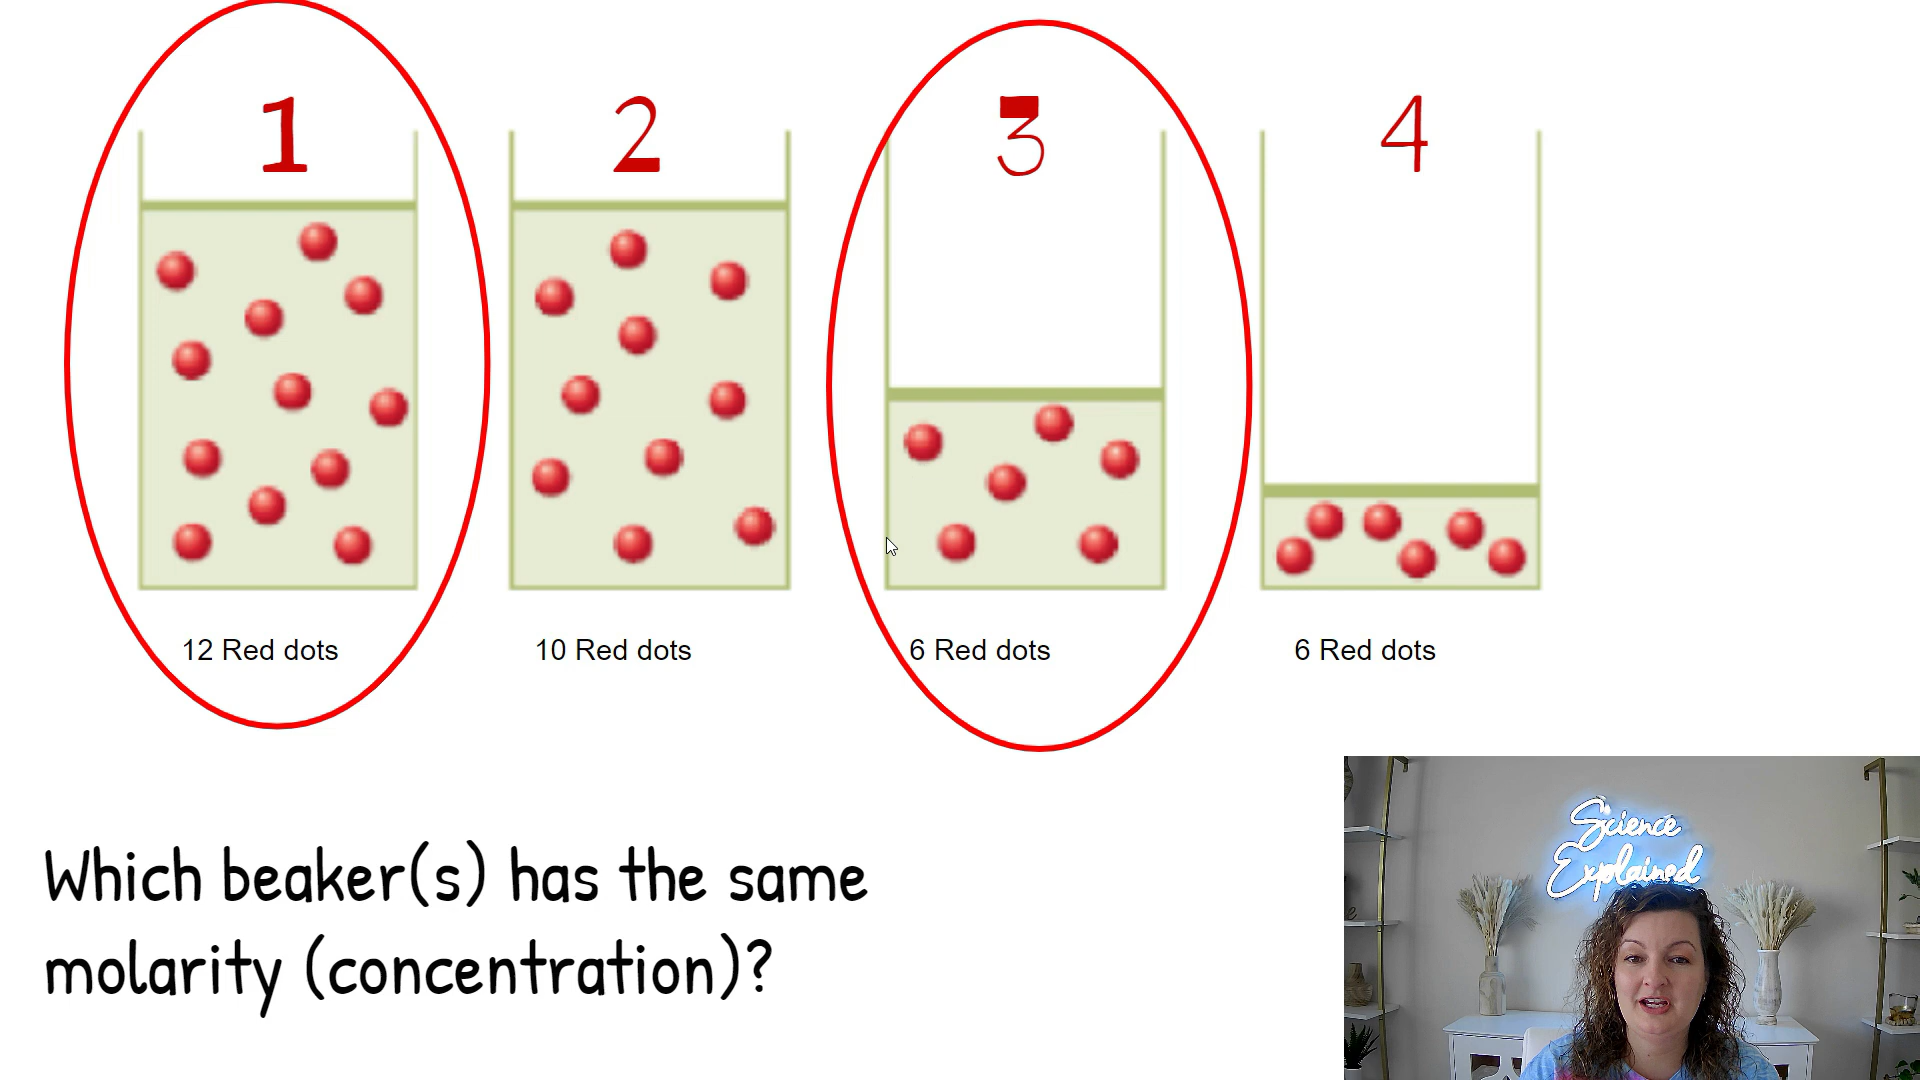 1
2
3
4
12 Red dots
10 Red dots
6 Red dots
6 Red dots
Which beaker(s) has the same
molarity (concentration)?
Science
Explained